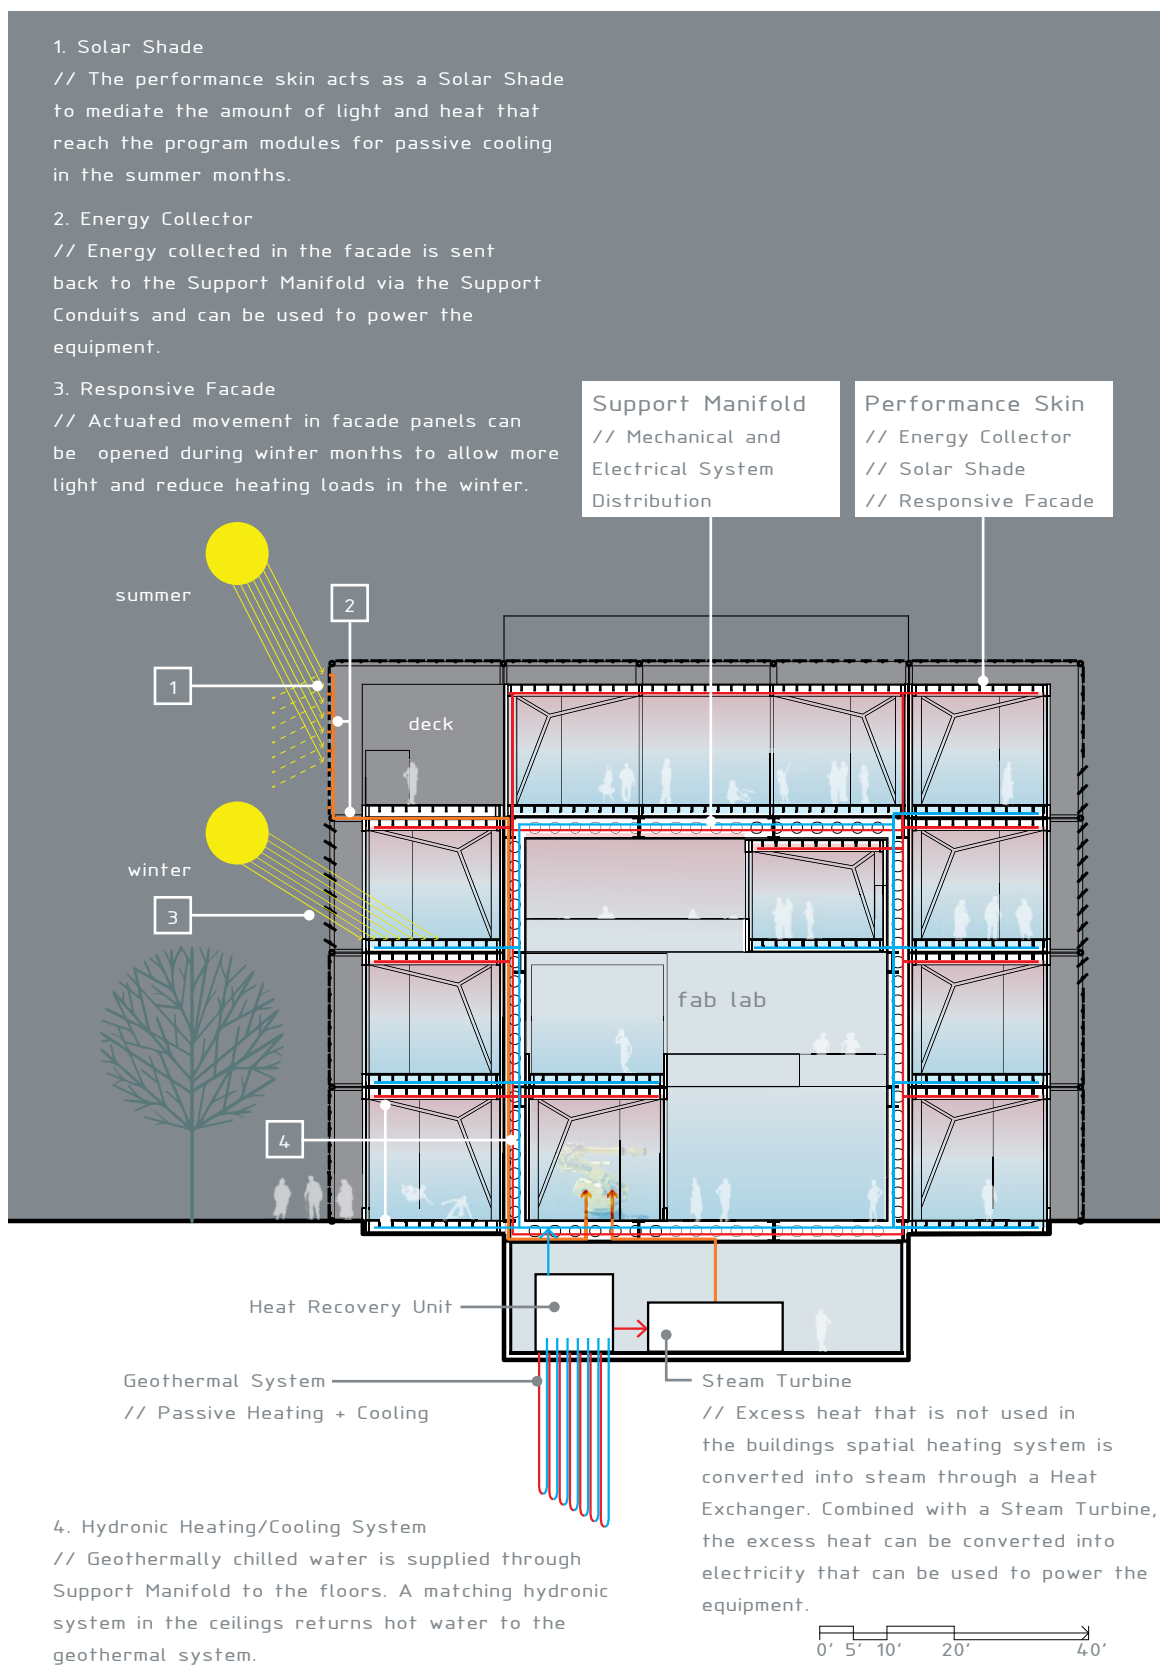 1. Solar Shade
// The performance skin acts as a Solar Shade
to mediate the amount of light and heat that
reach the program modules for passive cooling
in the summer months.
2. Energy Collector
// Energy collected in the facade is sent
back to the Support Manifold via the Support
Conduits and can be used to power the
equipment.
3. Responsive Facade
// Actuated movement in facade panels can
be opened during winter months to allow more
light and reduce heating loads in the winter.
Support Manifold
// Mechanical and
Electrical System
Distribution
Performance Skin
// Energy Collector
// Solar Shade
// Responsive Facade
summer
2
1
deck
winter
3
fab lab
4
Heat Recovery Unit
Geothermal System
// Passive Heating + Cooling
Steam Turbine
// Excess heat that is not used in
the buildings spatial heating system is
converted into steam through a Heat
Exchanger. Combined with a Steam Turbine,
the excess heat can be converted into
electricity that can be used to power the
equipment.
4. Hydronic Heating/Cooling System
// Geothermally chilled water is supplied through
Support Manifold to the floors. A matching hydronic
system in the ceilings returns hot water to the
geothermal system.
0' 5' 10' 20' 40'